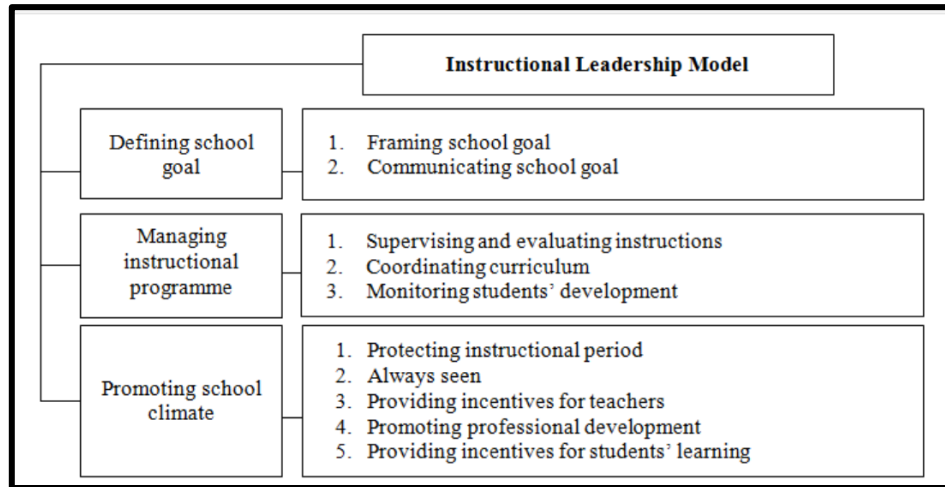 Instructional Leadership Model
Defining school
goal
1. Framing school goal
2. Communicating school goal
Managing
instructional
programme
1. Supervising and evaluating instructions
2. Coordinating curriculum
3. Monitoring students’ development
Promoting school
climate
1. Protecting instructional period
2. Always seen
3. Providing incentives for teachers
4. Promoting professional development
5. Providing incentives for students’ learning